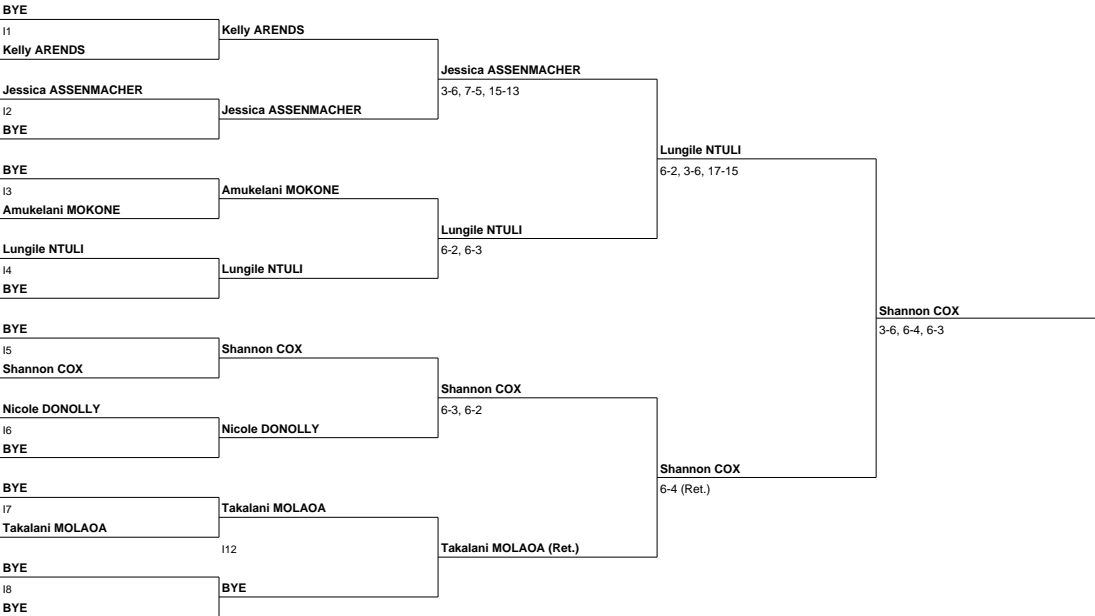 BYE
I1
Kelly ARENDS
Jessica ASSENMACHER
I2
BYE
BYE
I3
Amukelani MOKONE
Lungile NTULI
I4
BYE
BYE
I5
Shannon COX
Nicole DONOLLY
I6
BYE
BYE
I7
Takalani MOLAOA
BYE
I8
BYE
Kelly ARENDS
Jessica ASSENMACHER
Amukelani MOKONE
Lungile NTULI
Shannon COX
Nicole DONOLLY
Takalani MOLAOA
I12
BYE
Jessica ASSENMACHER
3-6, 7-5, 15-13
Lungile NTULI
6-2, 6-3
Shannon COX
6-3, 6-2
Takalani MOLAOA (Ret.)
Lungile NTULI
6-2, 3-6, 17-15
Shannon COX
6-4 (Ret.)
Shannon COX
3-6, 6-4, 6-3